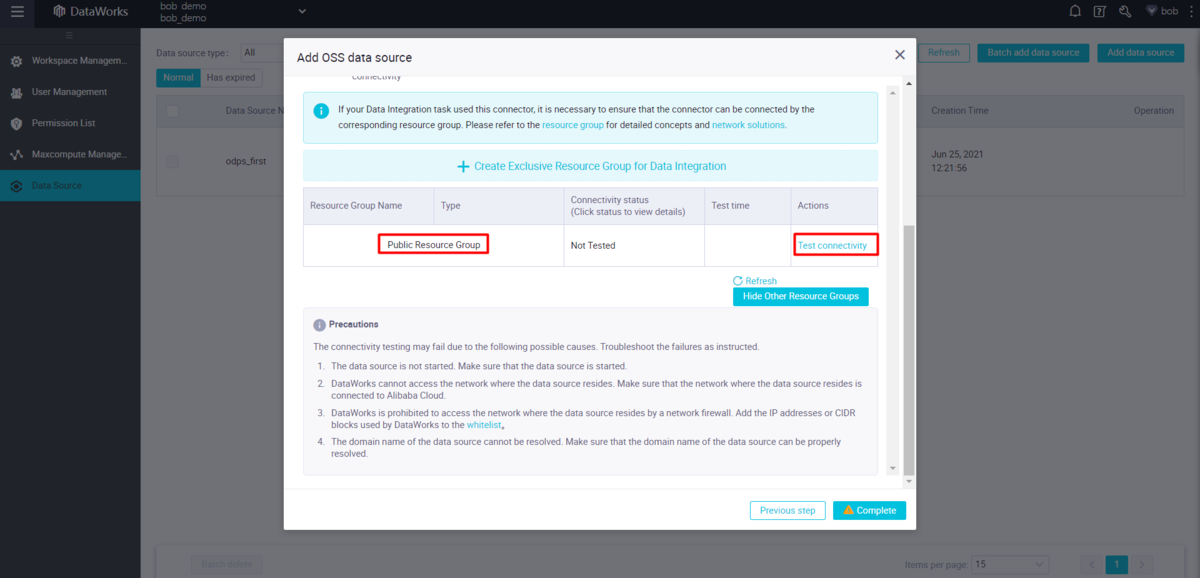 DataWorks
bob demo
bob_demo
bob
Workspace Managem...
User Management
Permission List
Maxcompute Manage...
Data Source
Data source type:
All
Refresh
Batch add data source
Add data source
Normal
Has expired
Data Source N
Creation Time
Operation
odps_first
Jun 25, 2021
12:21:56
Add OSS data source
connectivity
If your Data Integration task used this connector, it is necessary to ensure that the connector can be connected by the
corresponding resource group. Please refer to the resource group for detailed concepts and network solutions.
Create Exclusive Resource Group for Data Integration
Resource Group Name
Type
Connectivity status
(Click status to view details)
Test time
Actions
Public Resource Group
Not Tested
Test connectivity
Refresh
Hide Other Resource Groups
Precautions
The connectivity testing may fail due to the following possible causes. Troubleshoot the failures as instructed.
1. The data source is not started. Make sure that the data source is started.
2. DataWorks cannot access the network where the data source resides. Make sure that the network where the data source resides is
connected to Alibaba Cloud.
3. DataWorks is prohibited to access the network where the data source resides by a network firewall. Add the IP addresses or CIDR
blocks used by DataWorks to the whitelist。
4. The domain name of the data source cannot be resolved. Make sure that the domain name of the data source can be properly
resolved.
Previous step
Complete
Batch delete
Items per page:
15
1